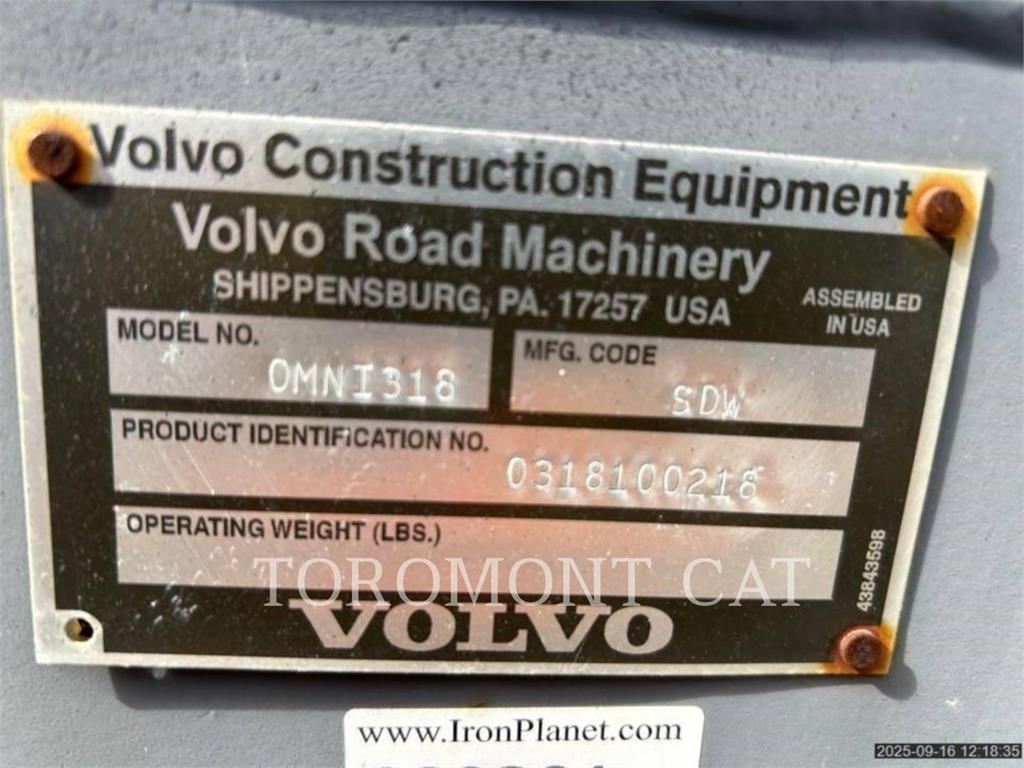 Volvo Construction Equipment
Volvo Road Machinery
SHIPPENSBURG, PA. 17257 USA
ASSEMBLED
IN USA
MODEL NO.
OMNI318
MFG. CODE
SDW
PRODUCT IDENTIFICATION NO.
0318100218
OPERATING WEIGHT (LBS.)
43843598
TOROMONT CAT
VOLVO
www.IronPlanet.com
2025-09-16 12:18:35